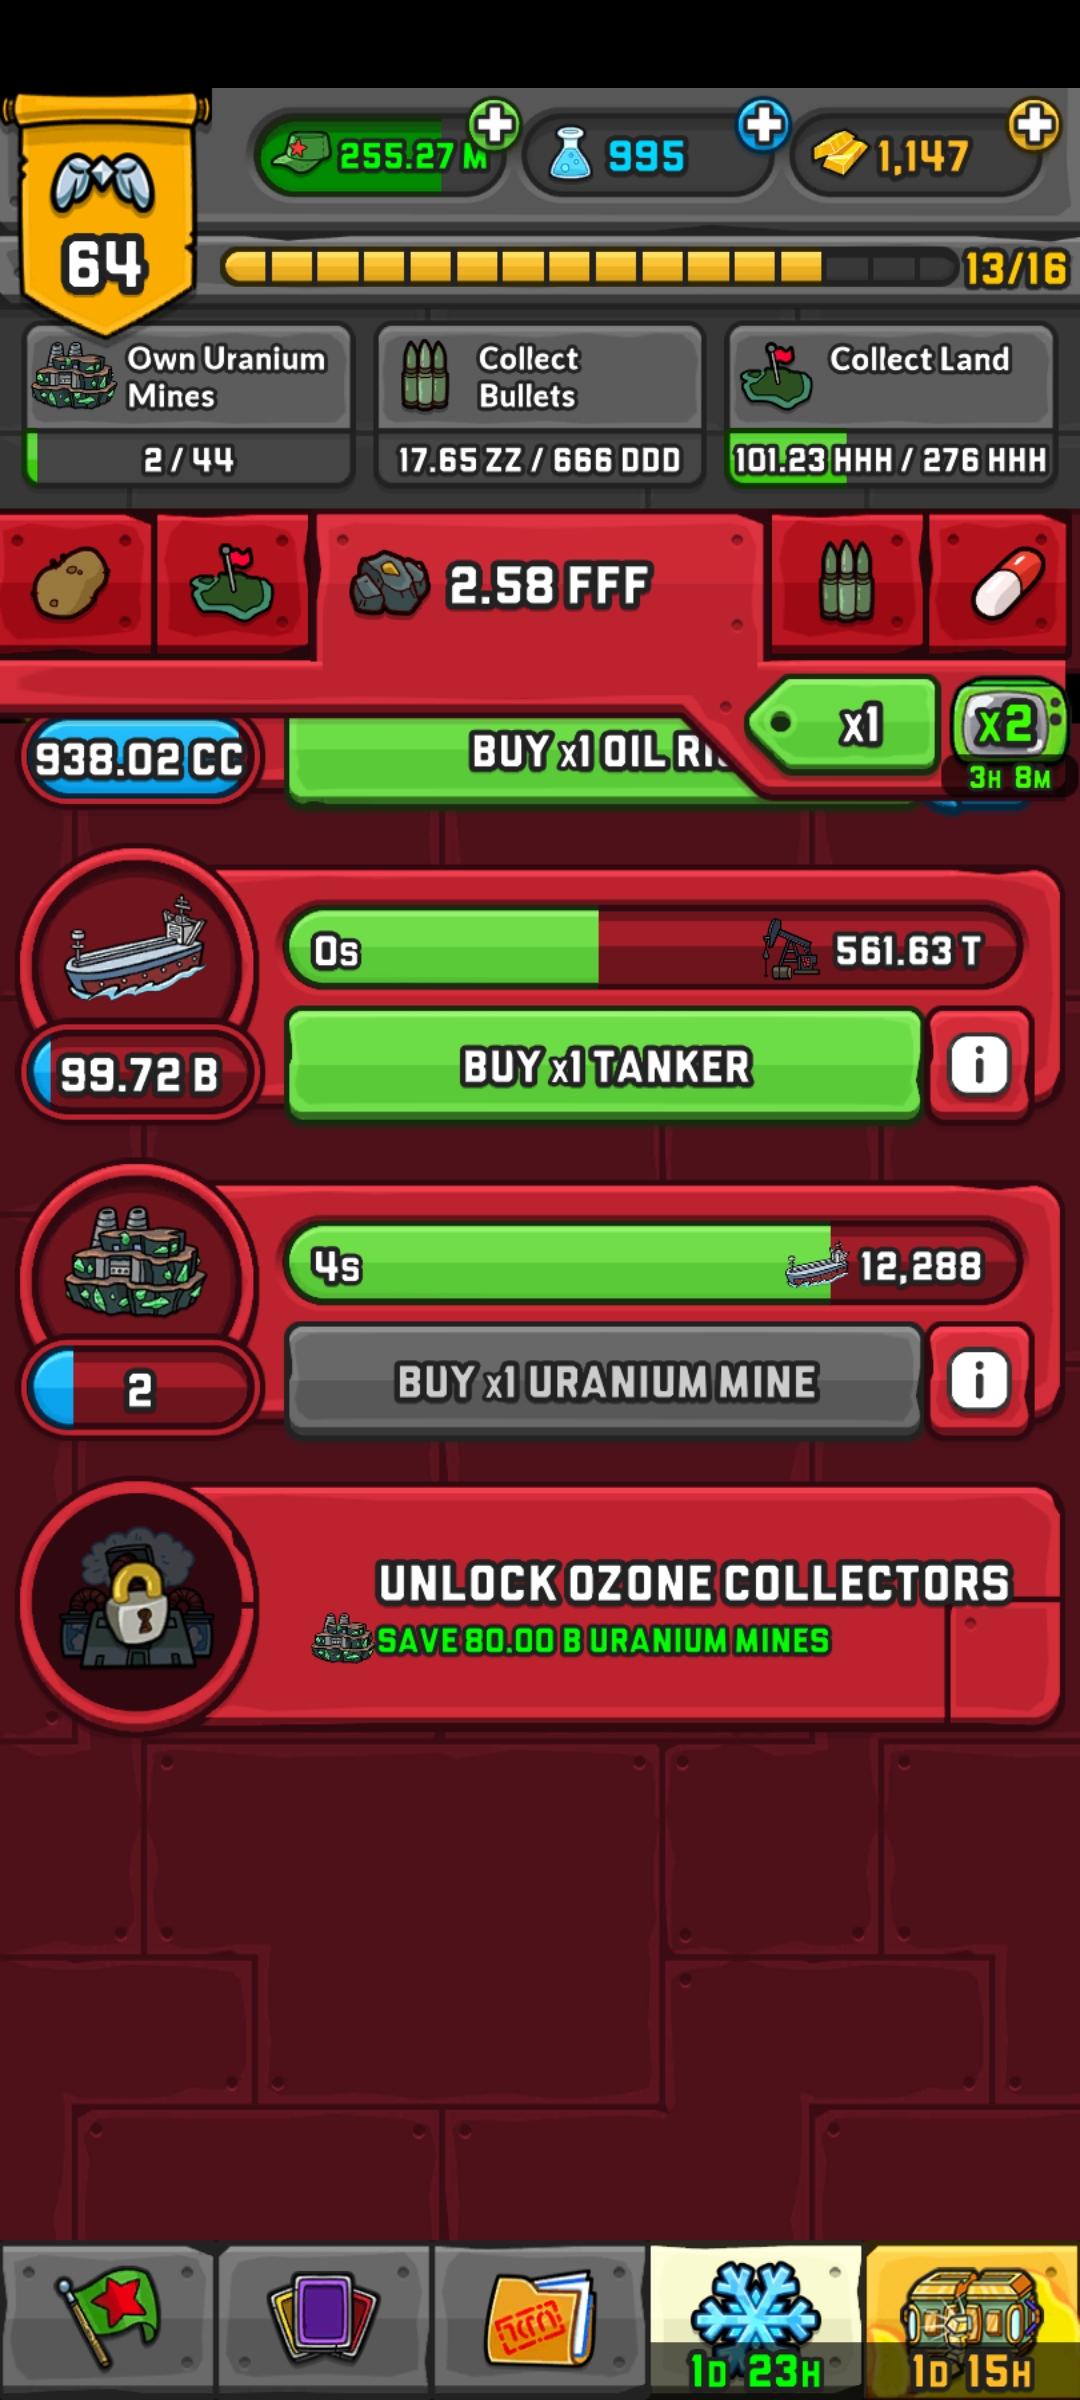 255.27 M
995
1,147
64
13/16
Own Uranium
Mines
Collect
Bullets
Collect Land
2 / 44
17.65 ZZ / 666 DDD
101.23 HHH / 276 HHH
2.58 FFF
x1
x2
3H 8M
938.02 CC
BUY x1 OIL
0s
561.63 T
99.72 B
BUY x1 TANKER
i
4s
12,288
2
BUY x1 URANIUM MINE
i
UNLOCK OZONE COLLECTORS
SAVE 80.00 B URANIUM MINES
1D 23H
1D 15H